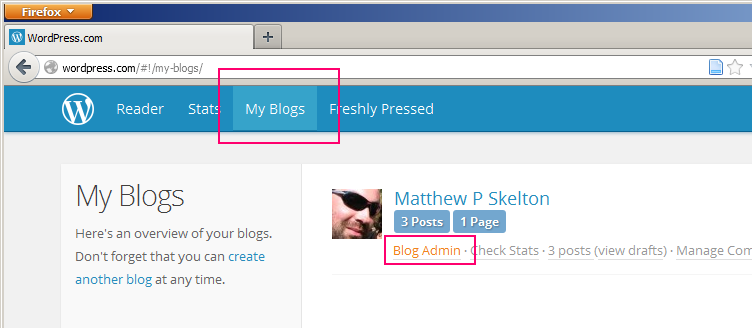 Firefox
WordPress.com
wordpress.com/#!/my-blogs/
Reader Stats My Blogs Freshly Pressed
My Blogs
Here's an overview of your blogs.
Don't forget that you can create
another blog at any time.
Matthew P Skelton
3 Posts 1 Page
Blog Admin · Check Stats · 3 posts (view drafts) · Manage Com